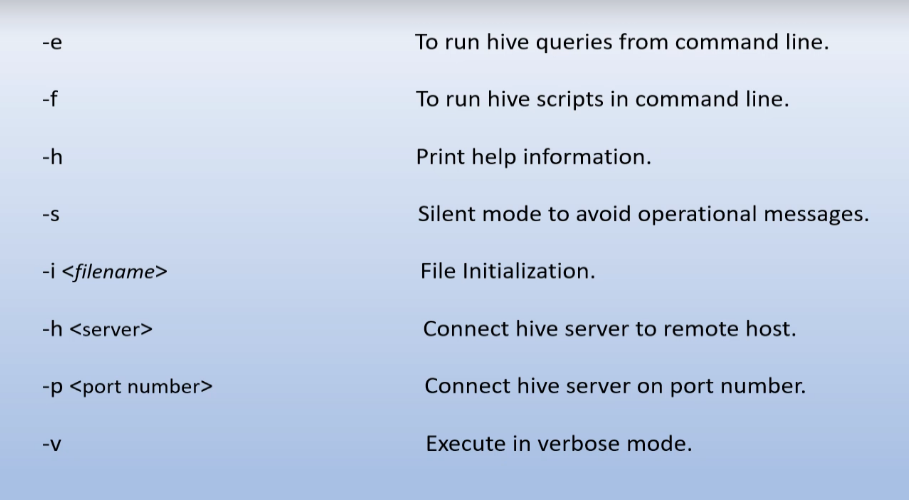 -e To run hive queries from command line.
-f To run hive scripts in command line.
-h Print help information.
-s Silent mode to avoid operational messages.
-i <filename> File Initialization.
-h <server> Connect hive server to remote host.
-p <port number> Connect hive server on port number.
-v Execute in verbose mode.